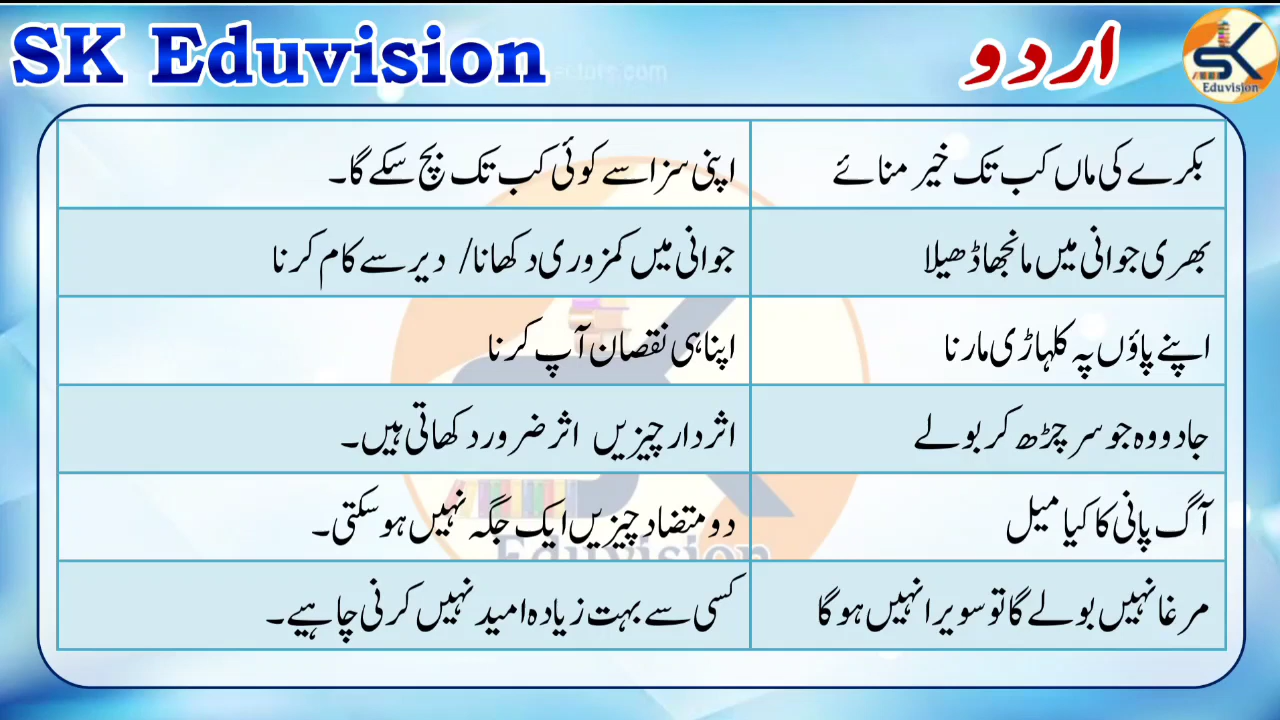 SK Eduvision
اردو
SK
Eduvision
بکرے کی ماں کب تک خیر منائے
اپنی سزا سے کوئی کب تک بچ سکے گا۔
بھری جوانی میں مانجھا ڈھیلا
جوانی میں کمزوری دکھانا/ دیر سے کام کرنا
اپنے پاؤں پہ کلہاڑی مارنا
اپنا ہی نقصان آپ کرنا
جادو وہ جو سر چڑھ کر بولے
اثر دار چیزیں اثر ضرور دکھاتی ہیں۔
آگ پانی کا کیا میل
دو متضاد چیزیں ایک جگہ نہیں ہو سکتی۔
مرغا نہیں بولے گا تو سویرا نہیں ہو گا
کسی سے بہت زیادہ امید نہیں کرنی چاہیے۔
SK
Eduvision